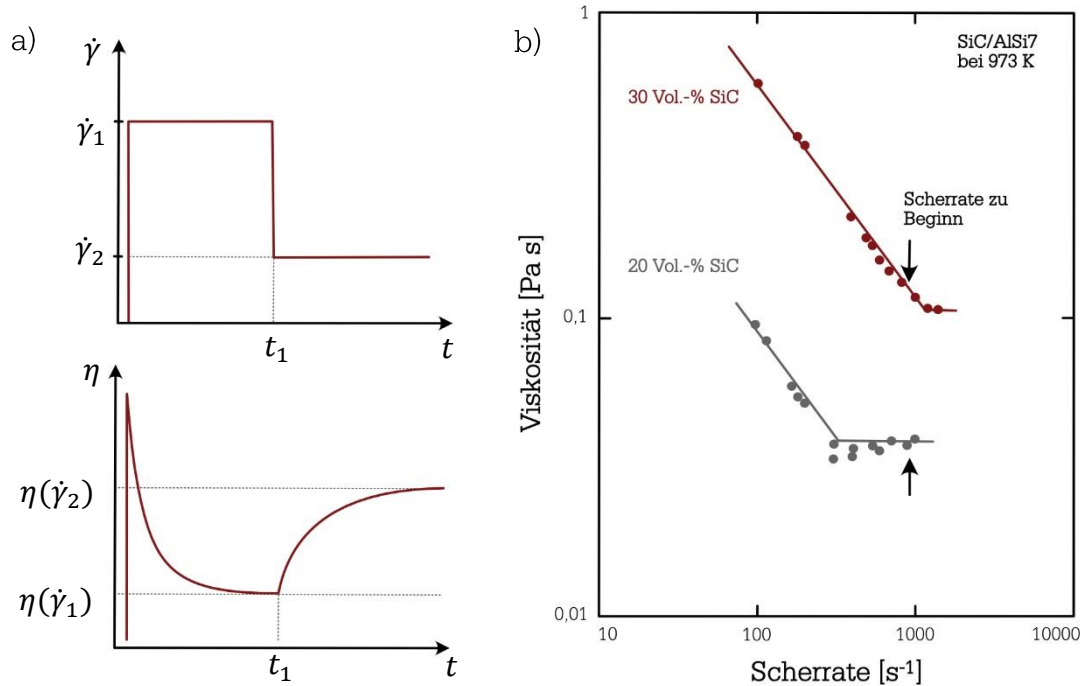 a)
γ̇
γ̇₁
γ̇₂
t₁
t
η
η(γ̇₂)
η(γ̇₁)
t₁
t
b)
1
SiC/AlSi7
bei 973 K
30 Vol.-% SiC
Scherrate zu
Beginn
20 Vol.-% SiC
0,1
Viskosität [Pa s]
0,01
10
100
1000
10000
Scherrate [s⁻¹]